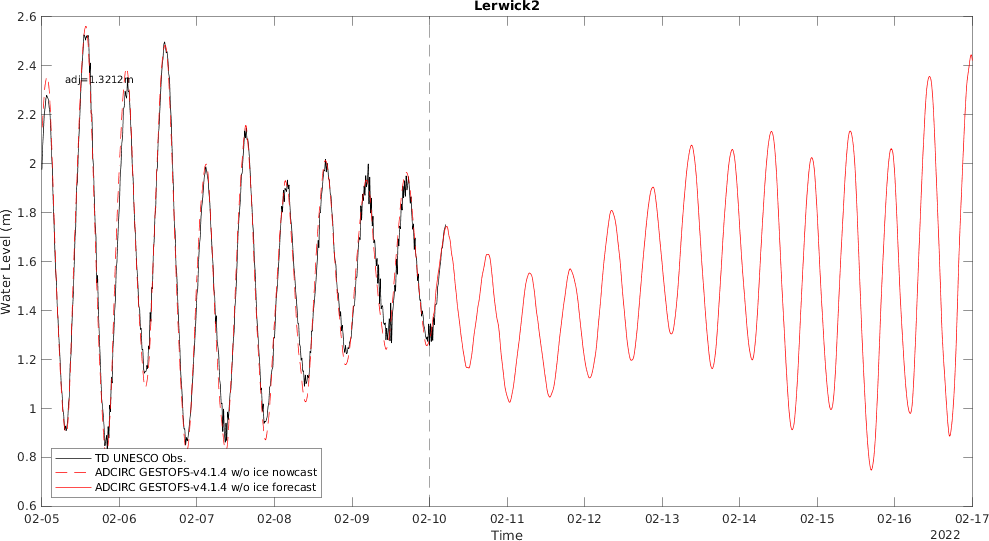 Lerwick2
2.6
2.4
2.2
2
1.8
1.6
1.4
1.2
1
0.8
0.6
Water Level (m)
adj=1.3212m
TD UNESCO Obs.
ADCIRC GESTOFS-v4.1.4 w/o ice nowcast
ADCIRC GESTOFS-v4.1.4 w/o ice forecast
02-05 02-06 02-07 02-08 02-09 02-10 02-11 02-12 02-13 02-14 02-15 02-16 02-17
Time
2022